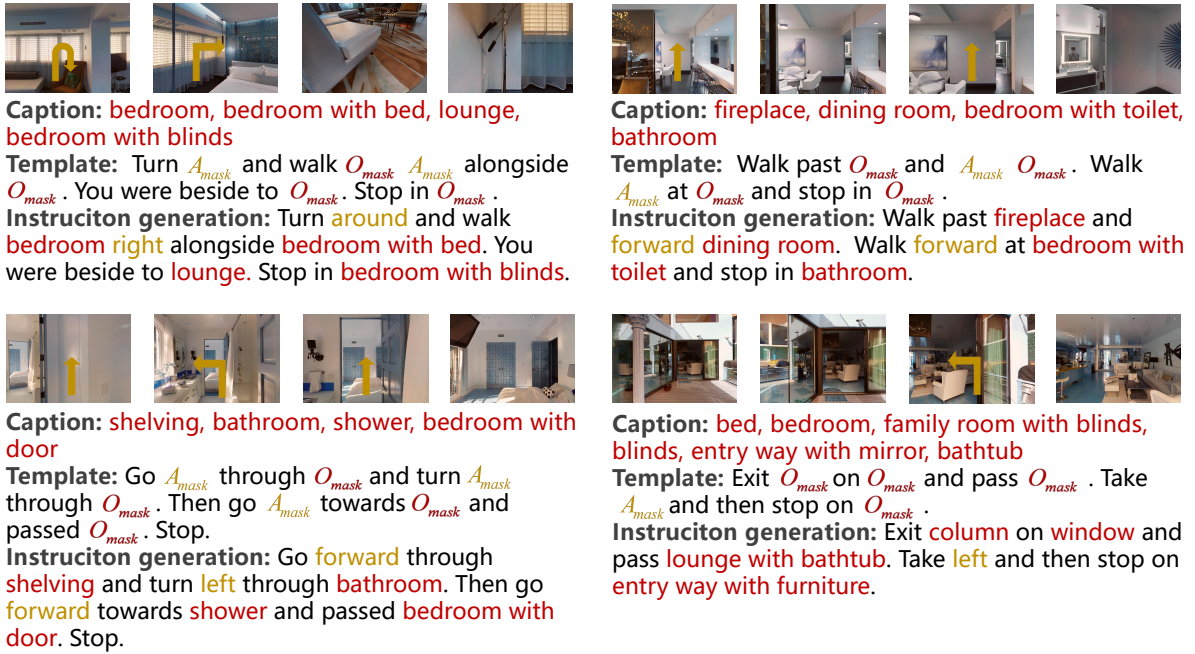 Caption: bedroom, bedroom with bed, lounge,
bedroom with blinds
Template: Turn A_mask and walk O_mask A_mask alongside
O_mask . You were beside to O_mask. Stop in O_mask .
Instruciton generation: Turn around and walk
bedroom right alongside bedroom with bed. You
were beside to lounge. Stop in bedroom with blinds.
Caption: fireplace, dining room, bedroom with toilet,
bathroom
Template: Walk past O_mask and A_mask O_mask . Walk
A_mask at O_mask and stop in O_mask .
Instruciton generation: Walk past fireplace and
forward dining room. Walk forward at bedroom with
toilet and stop in bathroom.
Caption: shelving, bathroom, shower, bedroom with
door
Template: Go A_mask through O_mask and turn A_mask
through O_mask . Then go A_mask towards O_mask and
passed O_mask . Stop.
Instruciton generation: Go forward through
shelving and turn left through bathroom. Then go
forward towards shower and passed bedroom with
door. Stop.
Caption: bed, bedroom, family room with blinds,
blinds, entry way with mirror, bathtub
Template: Exit O_mask on O_mask and pass O_mask . Take
A_mask and then stop on O_mask .
Instruciton generation: Exit column on window and
pass lounge with bathtub. Take left and then stop on
entry way with furniture.